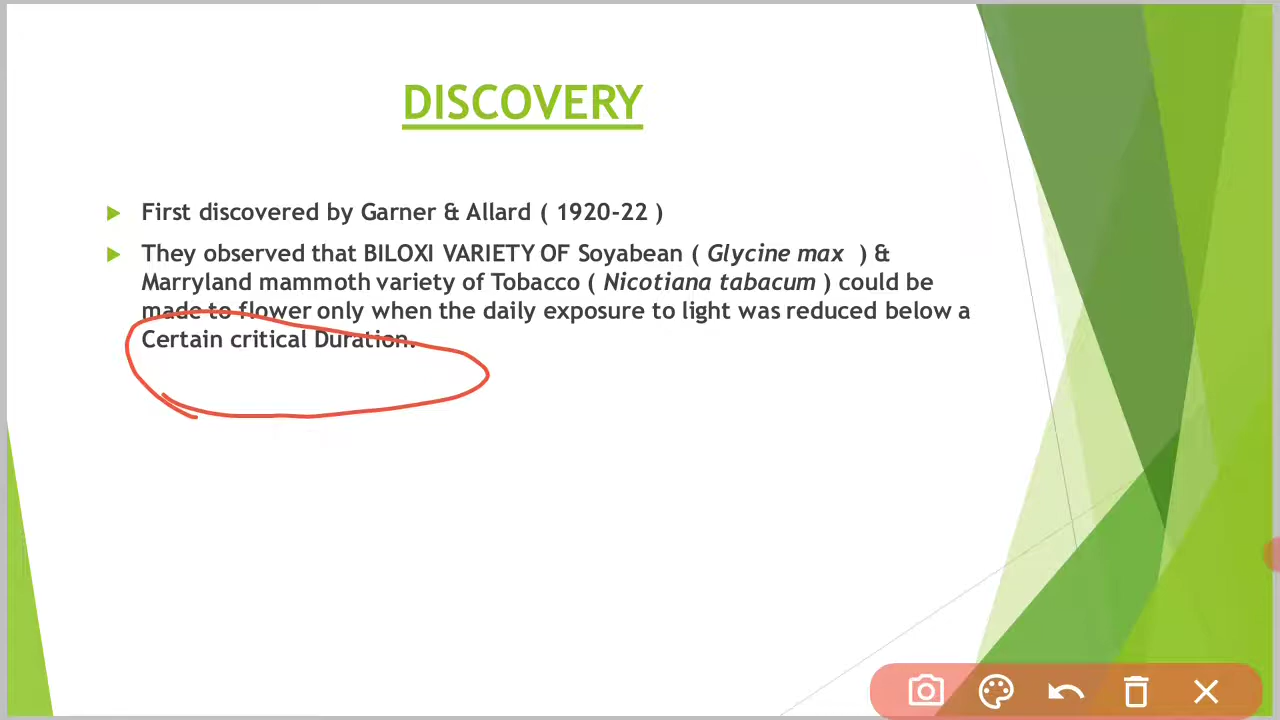 DISCOVERY
First discovered by Garner & Allard ( 1920-22 )
They observed that BILOXI VARIETY OF Soyabean ( Glycine max ) &
Marryland mammoth variety of Tobacco ( Nicotiana tabacum ) could be
made to flower only when the daily exposure to light was reduced below a
Certain critical Duration.